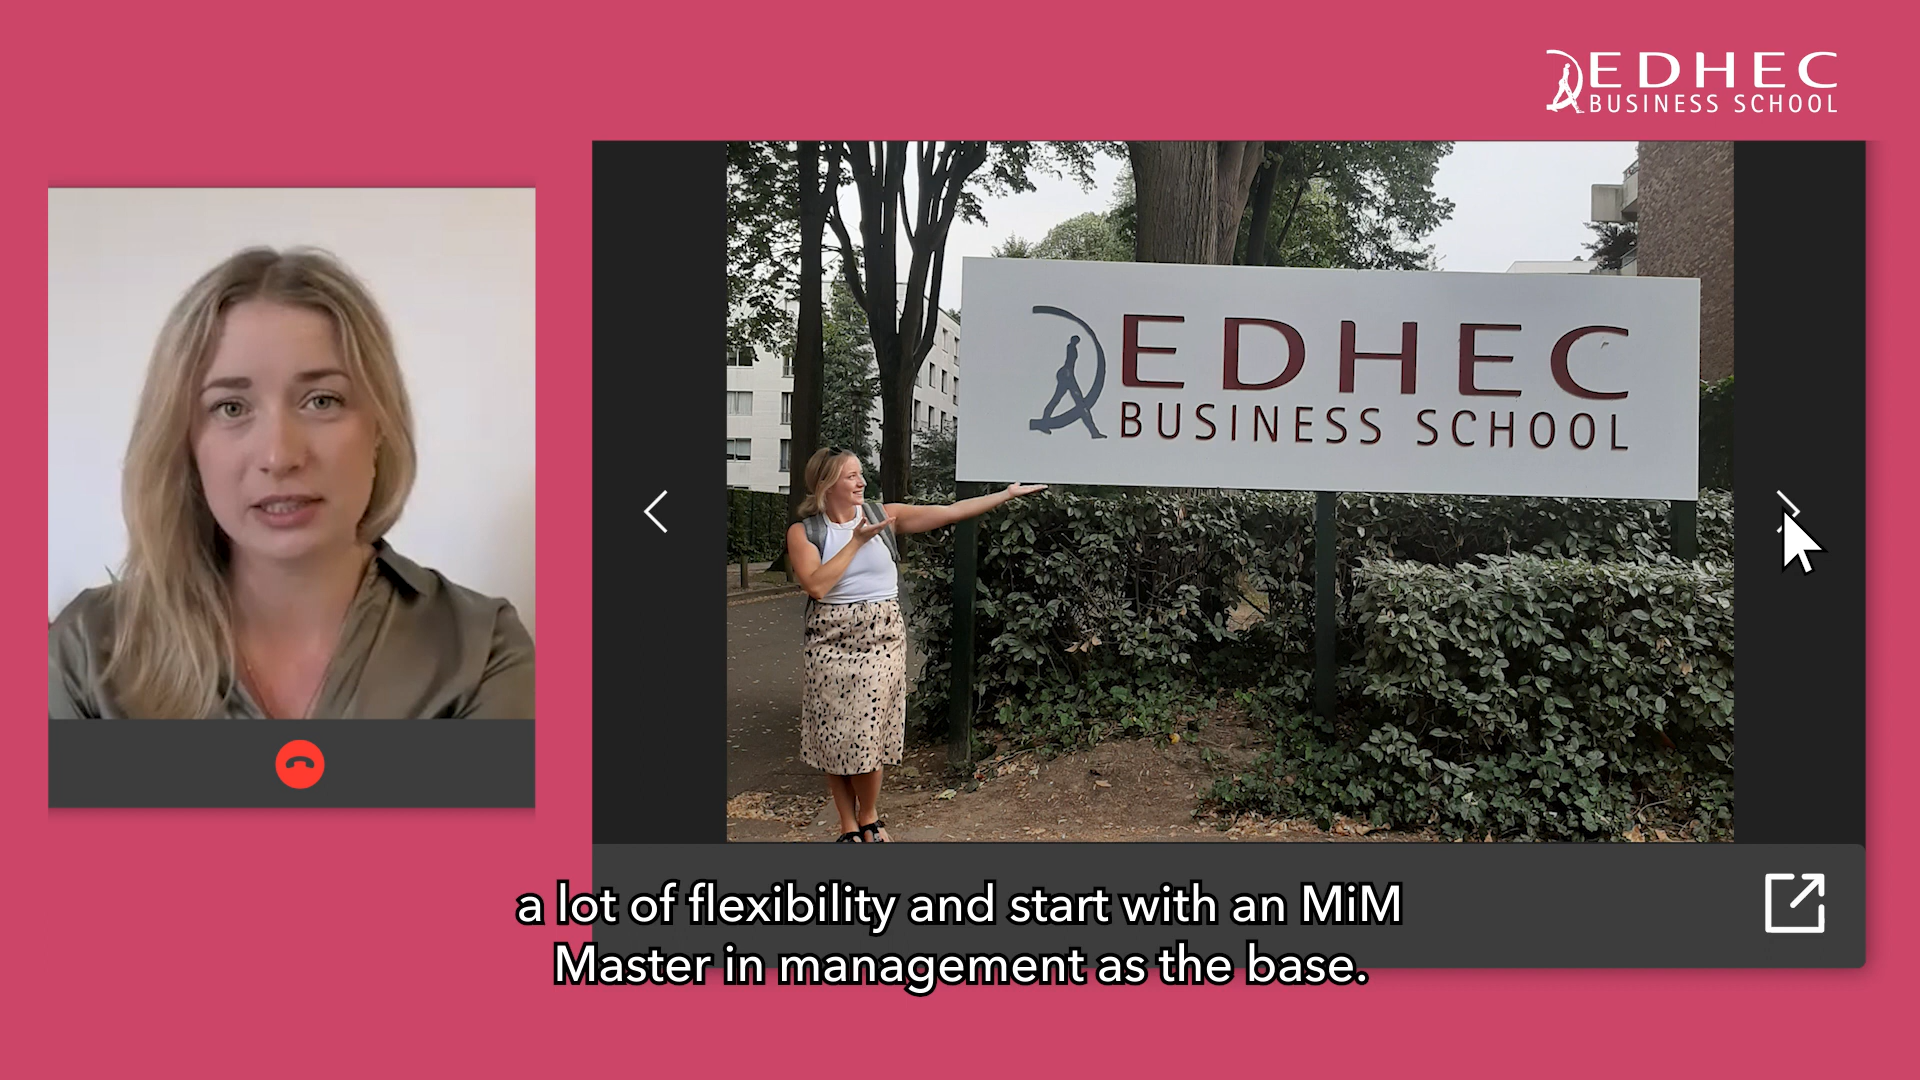 EDHEC
BUSINESS SCHOOL
EDHEC
BUSINESS SCHOOL
a lot of flexibility and start with an MiM
Master in management as the base.